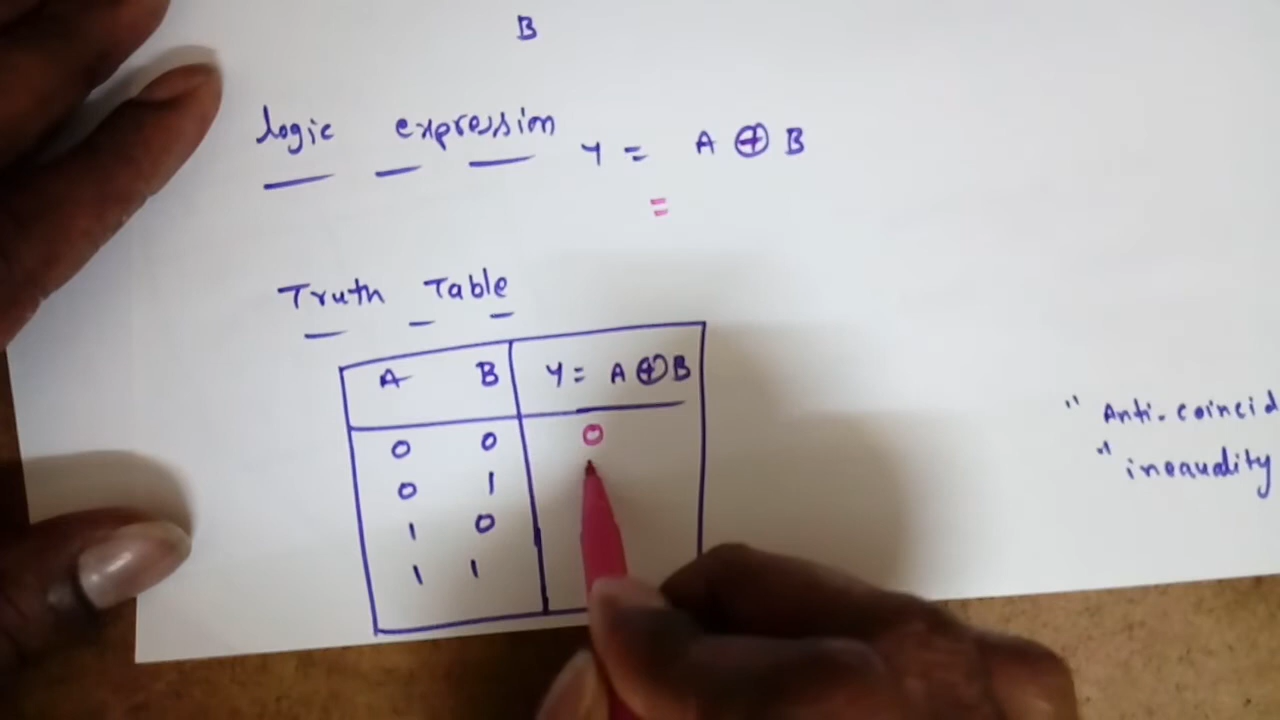 B
logic expression Y = A ⊕ B
=
Truth Table
A B Y = A ⊕ B
0 0 0
0 1
1 0
1 1
" Anti-coincid
" inequality